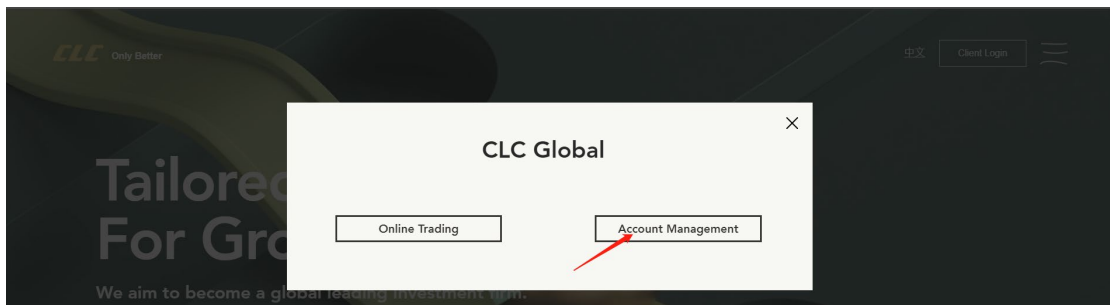 CLC Only Better
中文
Client Login
CLC Global
Tailored
For Gro
Online Trading
Account Management
We aim to become a global leading investment firm.